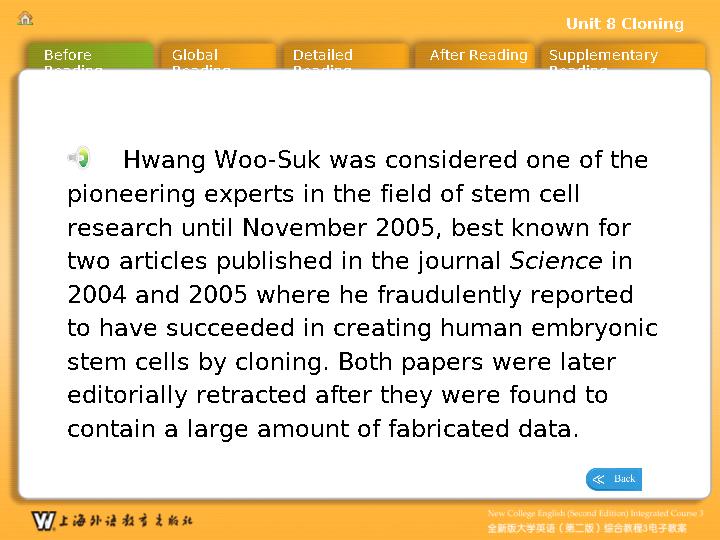 Unit 8 Cloning
Before Reading
Global Reading
Detailed Reading
After Reading
Supplementary Reading
Hwang Woo-Suk was considered one of the
pioneering experts in the field of stem cell
research until November 2005, best known for
two articles published in the journal Science in
2004 and 2005 where he fraudulently reported
to have succeeded in creating human embryonic
stem cells by cloning. Both papers were later
editorially retracted after they were found to
contain a large amount of fabricated data.
Back
上海外语教育出版社
New College English (Second Edition) Integrated Course 3
全新版大学英语（第二版）综合教程3电子教案